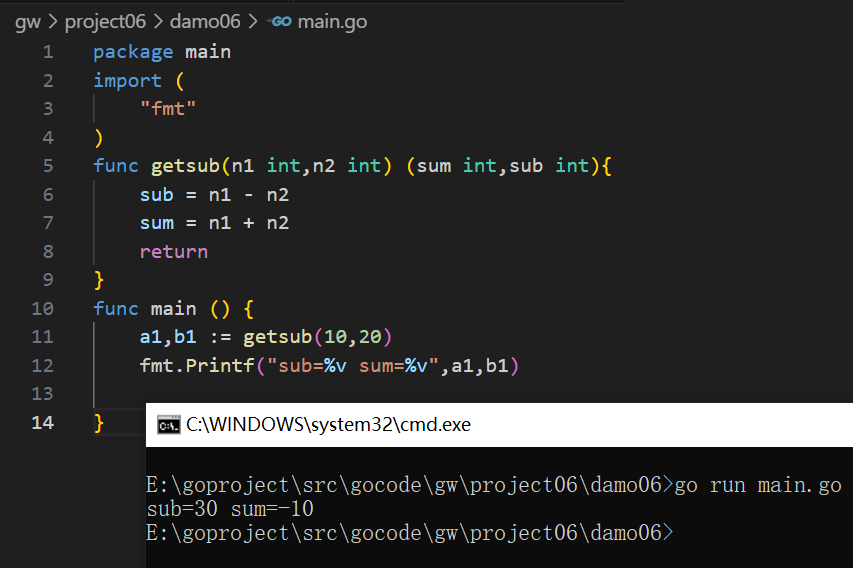 gw > project06 > damo06 > GO main.go
1 package main
2 import (
3     "fmt"
4 )
5 func getsub(n1 int,n2 int) (sum int,sub int){
6     sub = n1 - n2
7     sum = n1 + n2
8     return
9 }
10 func main () {
11     a1,b1 := getsub(10,20)
12     fmt.Printf("sub=%v sum=%v",a1,b1)
13
14 }
C:\WINDOWS\system32\cmd.exe
E:\goproject\src\gocode\gw\project06\damo06>go run main.go
sub=30 sum=-10
E:\goproject\src\gocode\gw\project06\damo06>